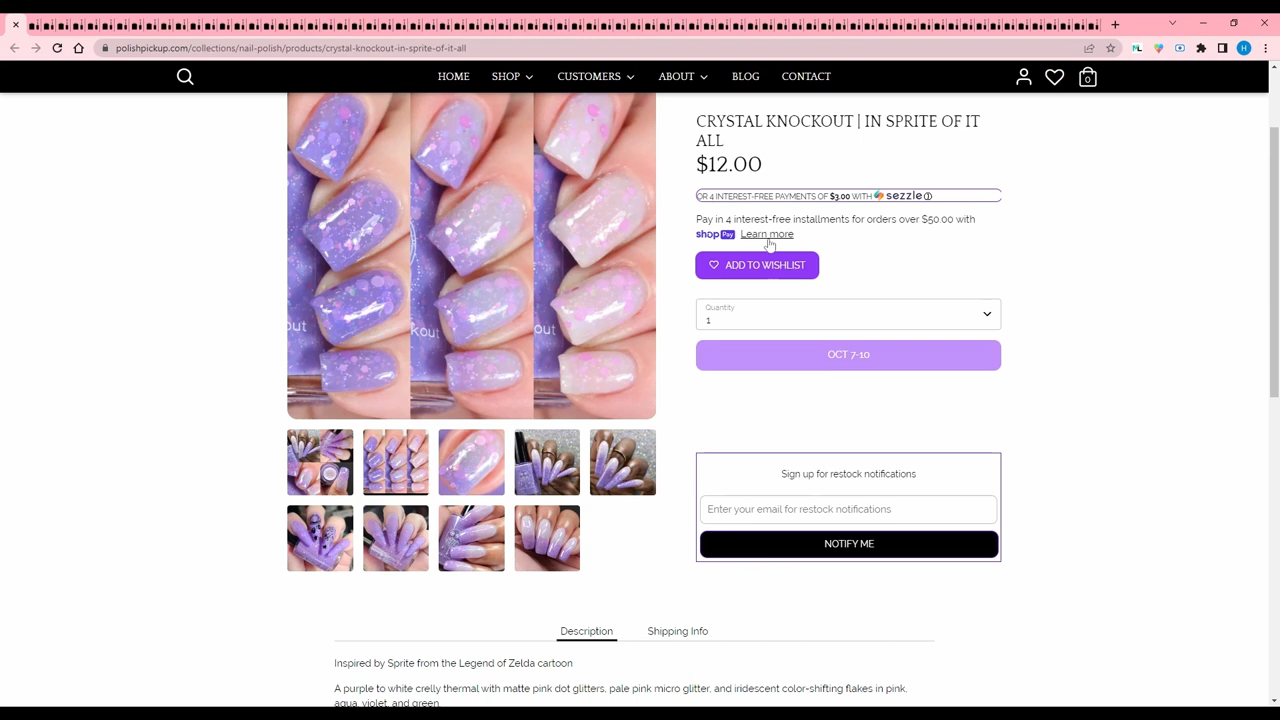 polishpickup.com/collections/nail-polish/products/crystal-knockout-in-sprite-of-it-all
ML
H
HOME SHOP CUSTOMERS ABOUT BLOG CONTACT
0
CRYSTAL KNOCKOUT | IN SPRITE OF IT
ALL
$12.00
OR 4 INTEREST-FREE PAYMENTS OF $3.00 WITH sezzle
Pay in 4 interest-free installments for orders over $50.00 with
shop Pay Learn more
ADD TO WISHLIST
Quantity
1
OCT 7-10
out kout out
Sign up for restock notifications
Enter your email for restock notifications
NOTIFY ME
Description Shipping Info
Inspired by Sprite from the Legend of Zelda cartoon
A purple to white crelly thermal with matte pink dot glitters, pale pink micro glitter, and iridescent color-shifting flakes in pink,
aqua, violet, and green.